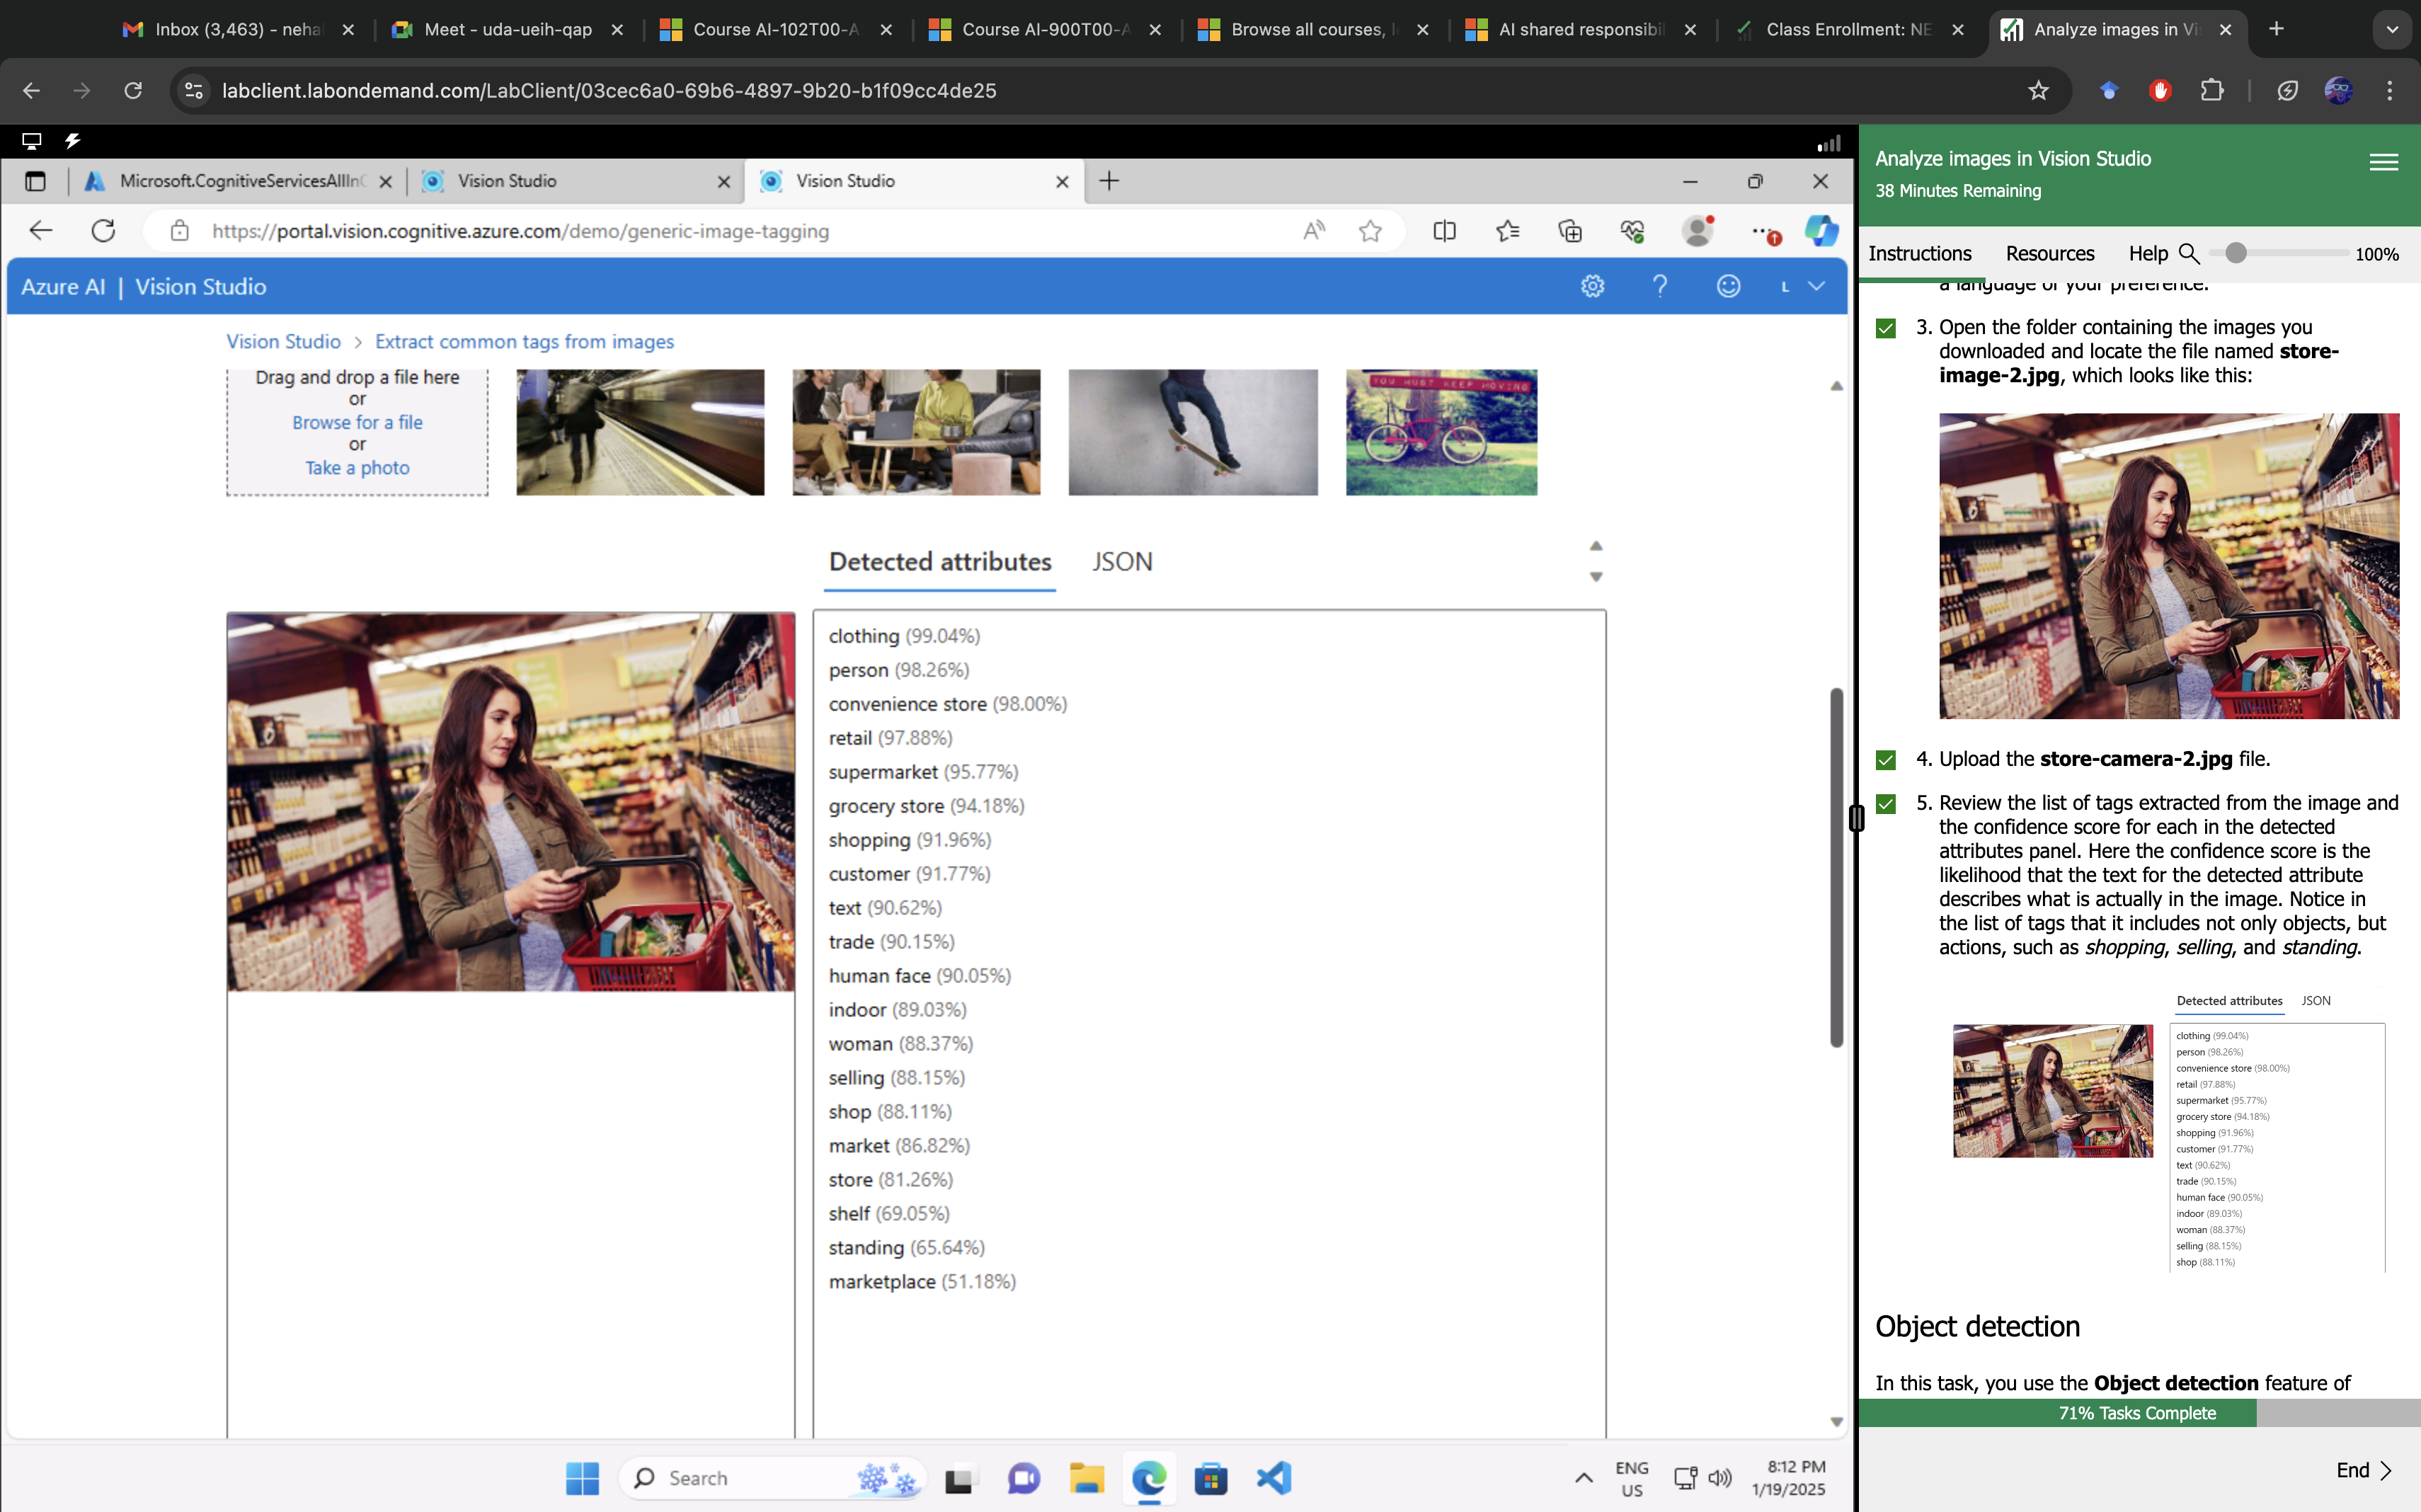 Inbox (3,463) - neha
Meet - uda-ueih-qap
Course AI-102T00-A
Course AI-900T00-A
Browse all courses, l
AI shared responsibil
Class Enrollment: NE
Analyze images in Vi
labclient.labondemand.com/LabClient/03cec6a0-69b6-4897-9b20-b1f09cc4de25
Microsoft.CognitiveServicesAllIn
Vision Studio
Vision Studio
https://portal.vision.cognitive.azure.com/demo/generic-image-tagging
Azure AI | Vision Studio
L
Vision Studio > Extract common tags from images
Drag and drop a file here
or
Browse for a file
or
Take a photo
YOU MUST KEEP MOVING
Detected attributes
JSON
clothing (99.04%)
person (98.26%)
convenience store (98.00%)
retail (97.88%)
supermarket (95.77%)
grocery store (94.18%)
shopping (91.96%)
customer (91.77%)
text (90.62%)
trade (90.15%)
human face (90.05%)
indoor (89.03%)
woman (88.37%)
selling (88.15%)
shop (88.11%)
market (86.82%)
store (81.26%)
shelf (69.05%)
standing (65.64%)
marketplace (51.18%)
Search
ENG
US
8:12 PM
1/19/2025
Analyze images in Vision Studio
38 Minutes Remaining
Instructions
Resources
Help
100%
a language of your preference.
3. Open the folder containing the images you
downloaded and locate the file named store-
image-2.jpg, which looks like this:
4. Upload the store-camera-2.jpg file.
5. Review the list of tags extracted from the image and
the confidence score for each in the detected
attributes panel. Here the confidence score is the
likelihood that the text for the detected attribute
describes what is actually in the image. Notice in
the list of tags that it includes not only objects, but
actions, such as shopping, selling, and standing.
Detected attributes
JSON
clothing (99.04%)
person (98.26%)
convenience store (98.00%)
retail (97.88%)
supermarket (95.77%)
grocery store (94.18%)
shopping (91.96%)
customer (91.77%)
text (90.62%)
trade (90.15%)
human face (90.05%)
indoor (89.03%)
woman (88.37%)
selling (88.15%)
shop (88.11%)
Object detection
In this task, you use the Object detection feature of
71% Tasks Complete
End